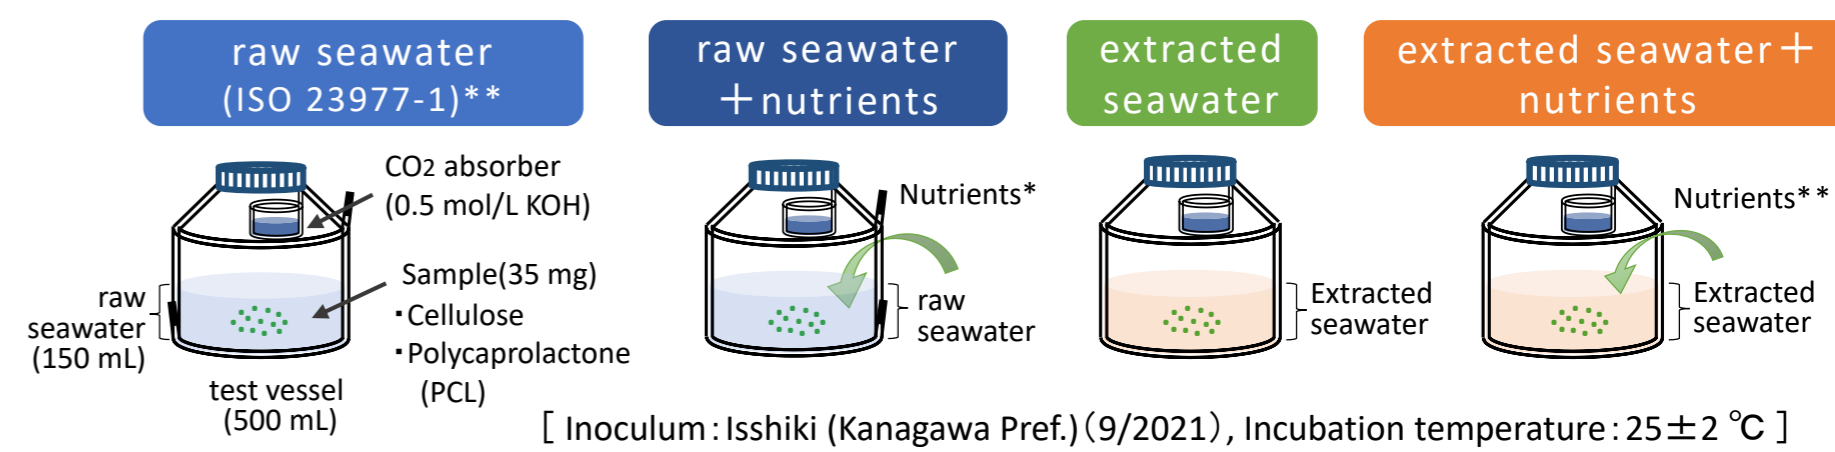 raw seawater
(ISO 23977-1)**
raw seawater
＋nutrients
extracted
seawater
extracted seawater＋
nutrients
CO2 absorber
(0.5 mol/L KOH)
Sample(35 mg)
・Cellulose
・Polycaprolactone
(PCL)
raw
seawater
(150 mL)
test vessel
(500 mL)
Nutrients*
raw
seawater
Extracted
seawater
Nutrients**
Extracted
seawater
[ Inoculum：Isshiki (Kanagawa Pref.)（9/2021）, Incubation temperature：25±2 ℃ ]